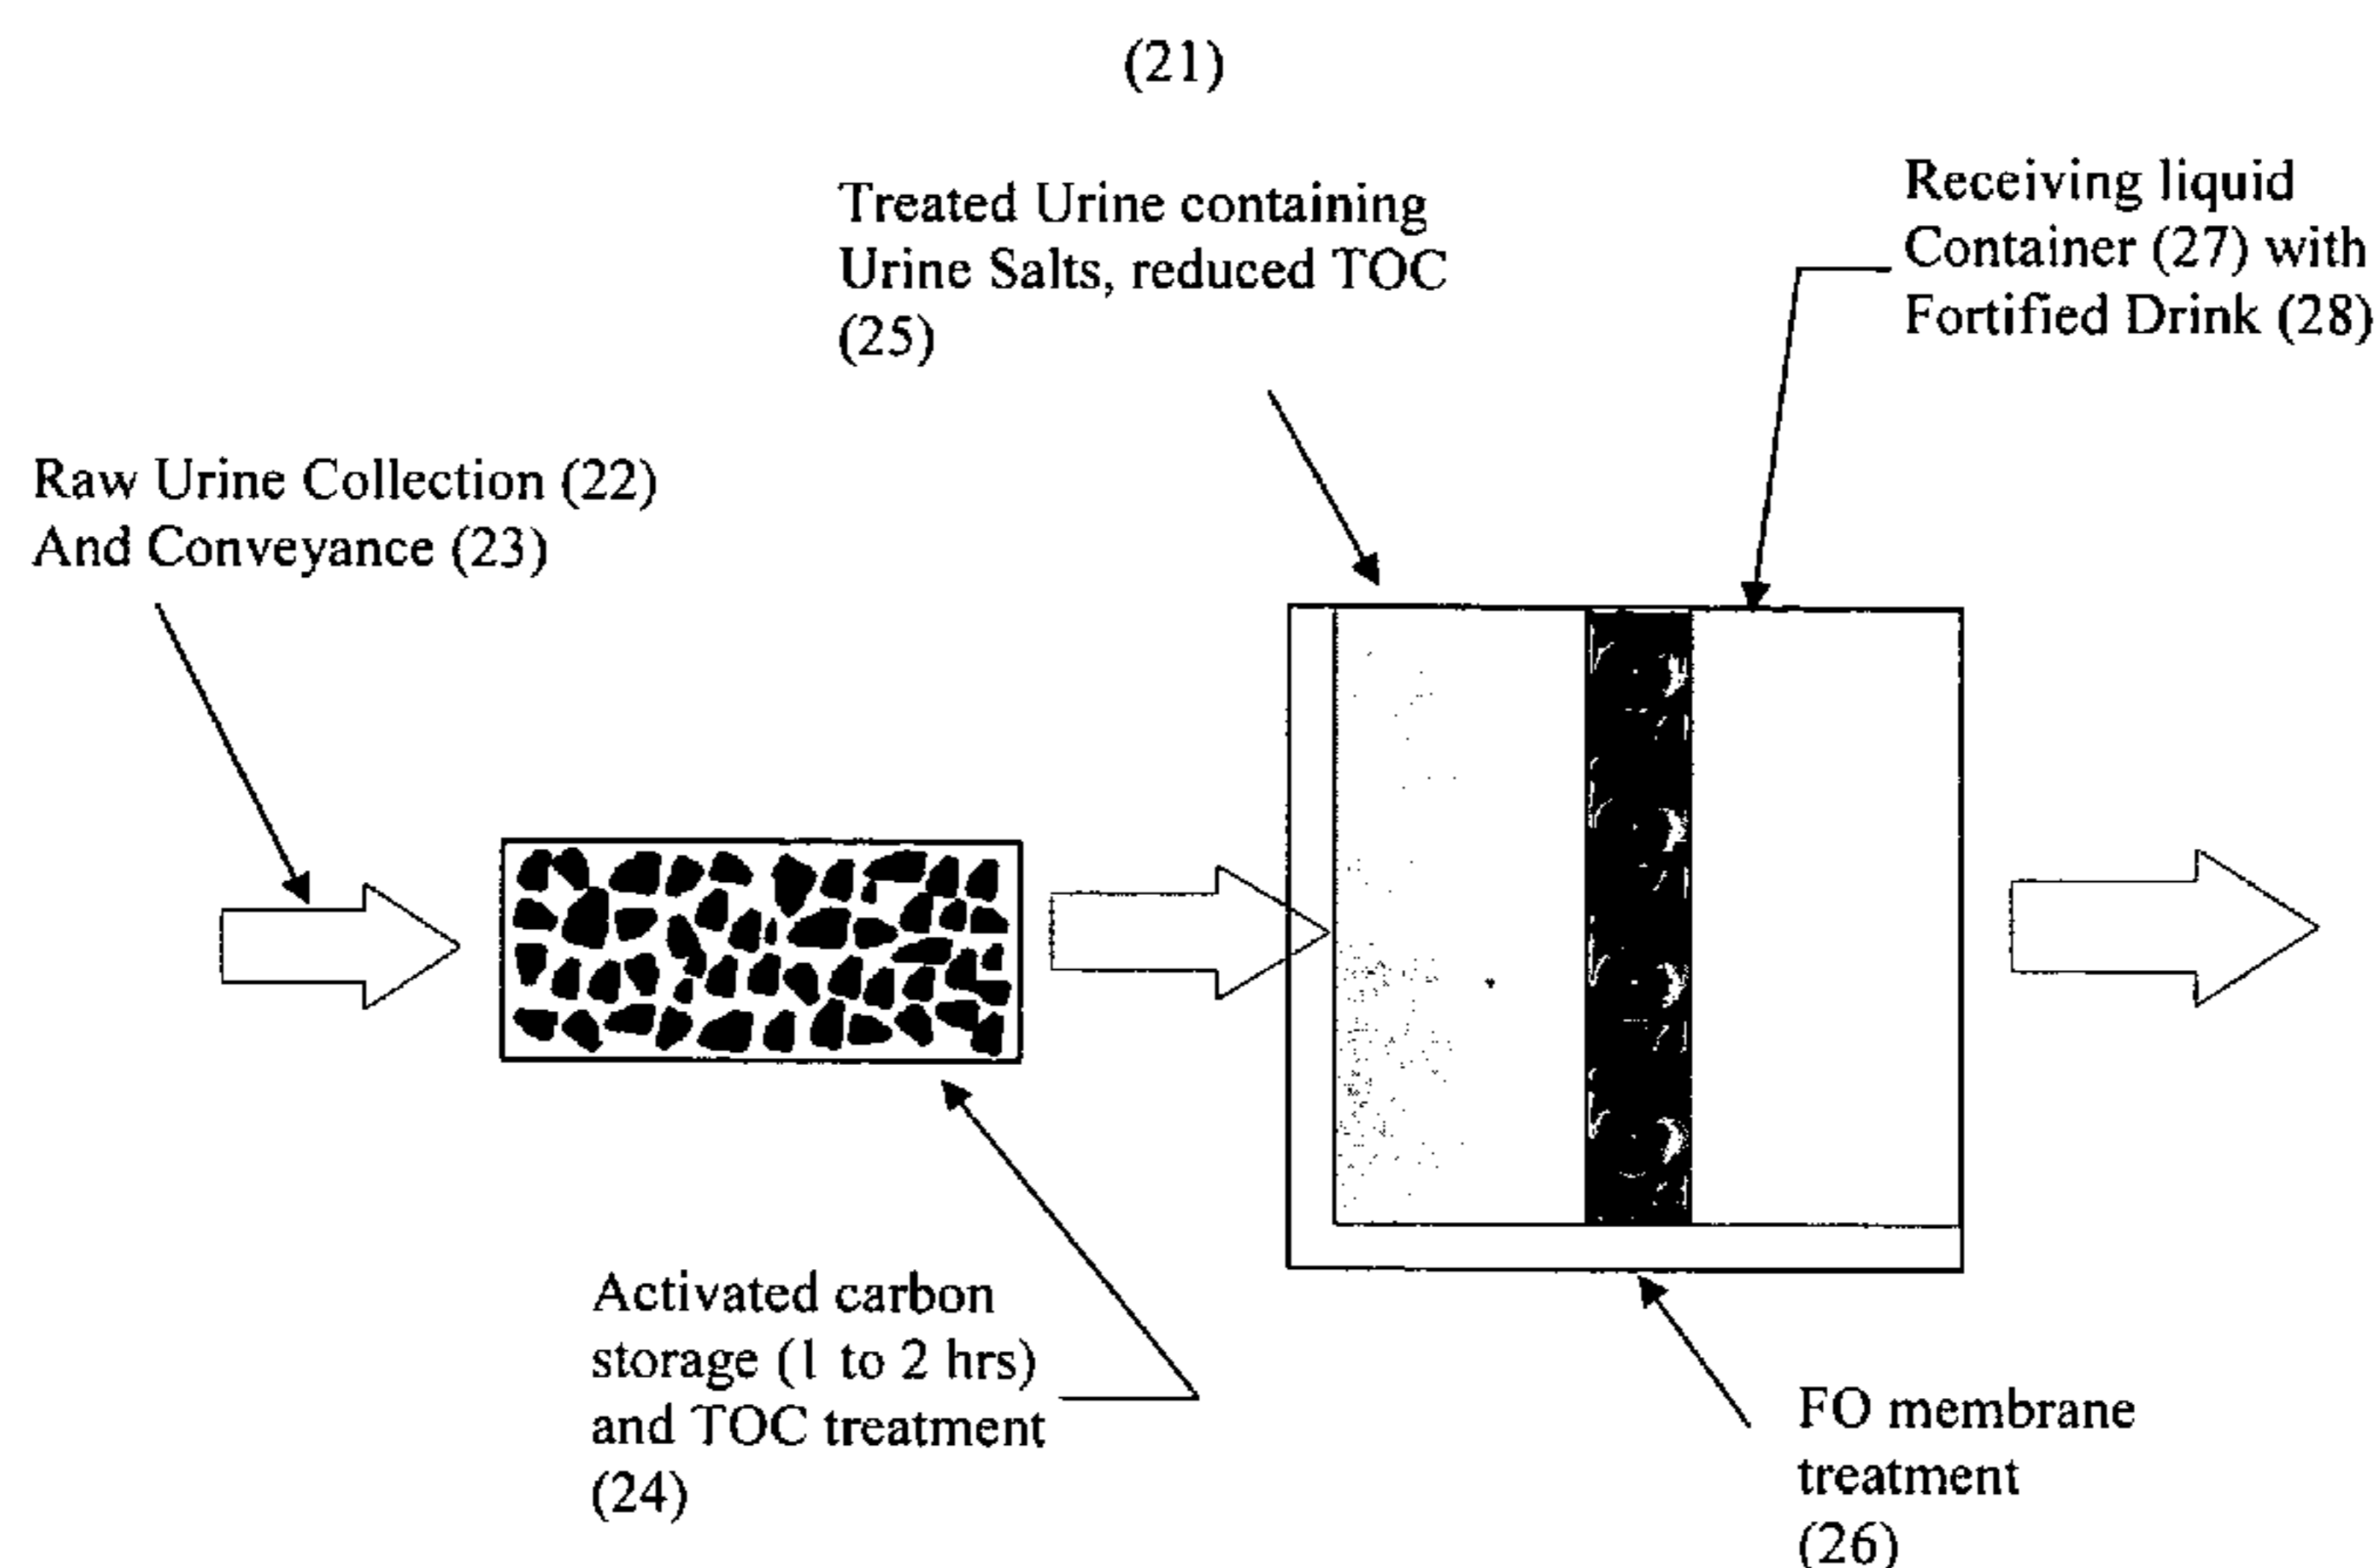 (21)
Treated Urine containing
Urine Salts, reduced TOC
(25)
Receiving liquid
Container (27) with
Fortified Drink (28)
Raw Urine Collection (22)
And Conveyance (23)
Activated carbon
storage (1 to 2 hrs)
and TOC treatment
(24)
FO membrane
treatment
(26)